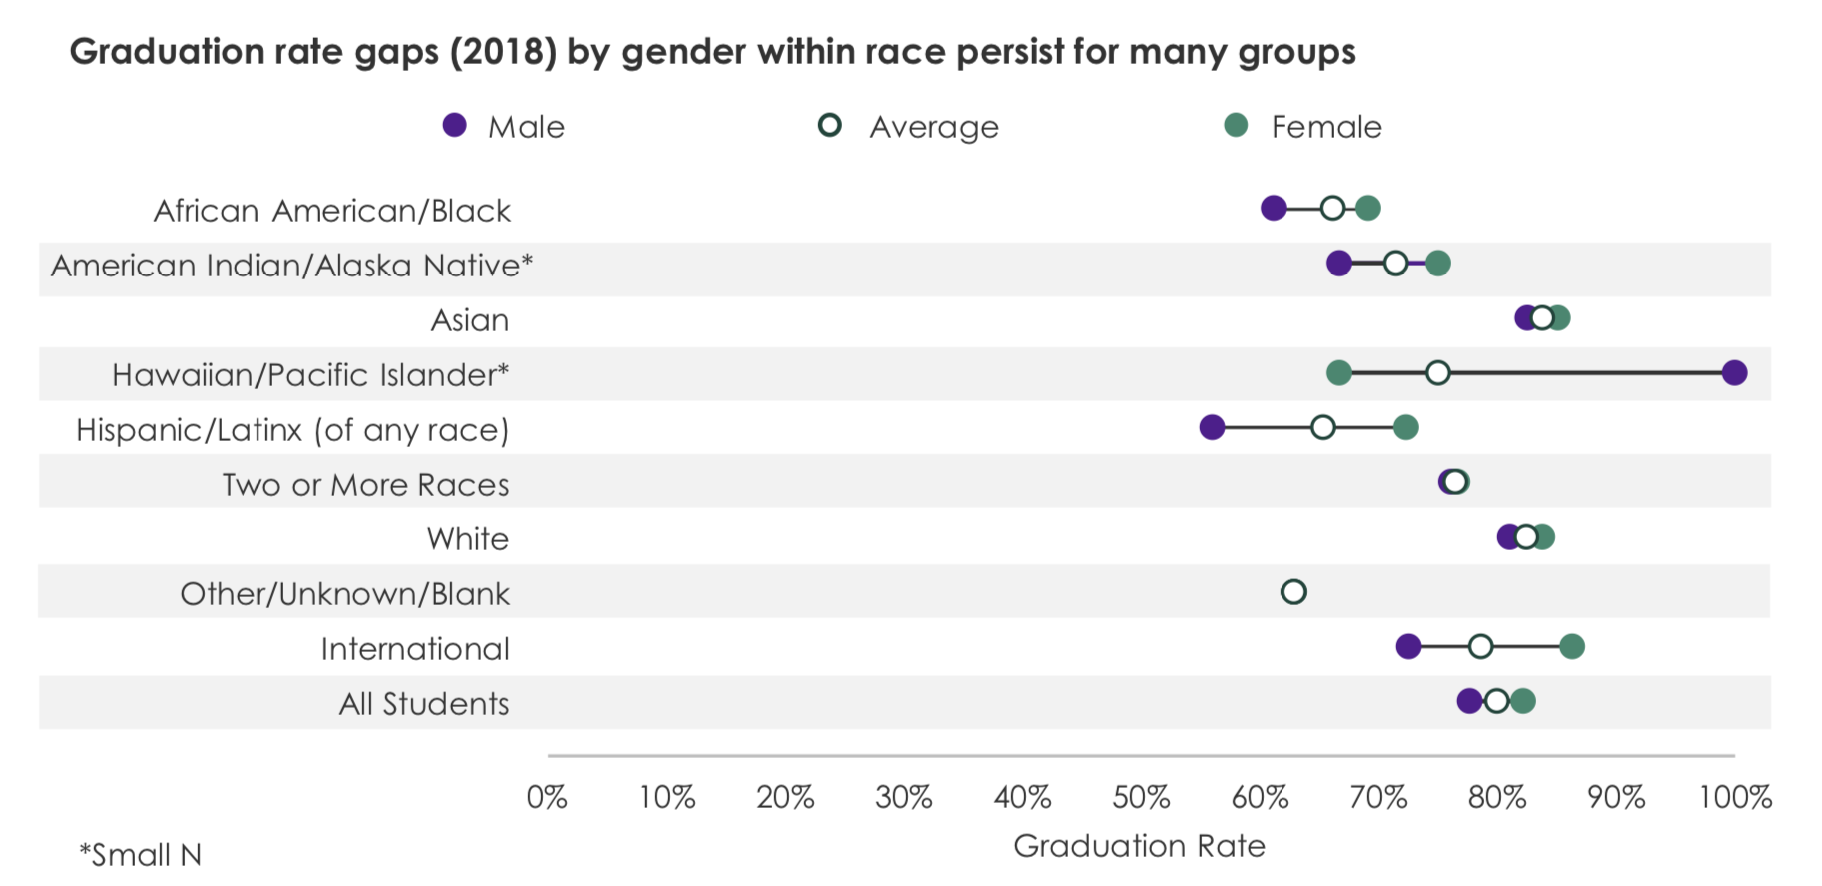 Graduation rate gaps (2018) by gender within race persist for many groups
Male Average Female
African American/Black
American Indian/Alaska Native*
Asian
Hawaiian/Pacific Islander*
Hispanic/Latinx (of any race)
Two or More Races
White
Other/Unknown/Blank
International
All Students
0% 10% 20% 30% 40% 50% 60% 70% 80% 90% 100%
Graduation Rate
*Small N